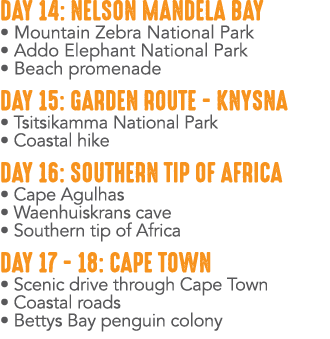 DAY 14: NELSON MANDELA BAY
• Mountain Zebra National Park
• Addo Elephant National Park
• Beach promenade
DAY 15: GARDEN ROUTE - KNYSNA
• Tsitsikamma National Park
• Coastal hike
DAY 16: SOUTHERN TIP OF AFRICA
• Cape Agulhas
• Waenhuiskrans cave
• Southern tip of Africa
DAY 17 - 18: CAPE TOWN
• Scenic drive through Cape Town
• Coastal roads
• Bettys Bay penguin colony